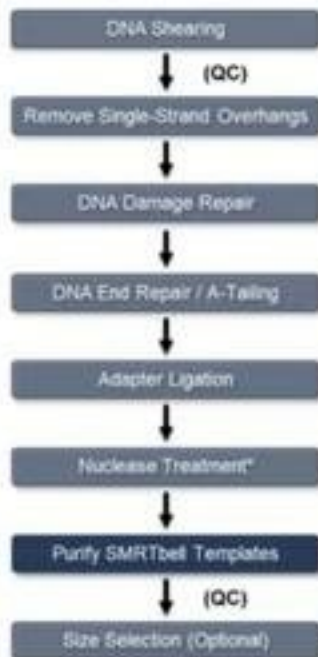 DNA Shearing
(QC)
Remove Single-Strand Overhangs
DNA Damage Repair
DNA End Repair / A-Tailing
Adapter Ligation
Nuclease Treatment*
Purify SMRTbell Templates
(QC)
Size Selection (Optional)